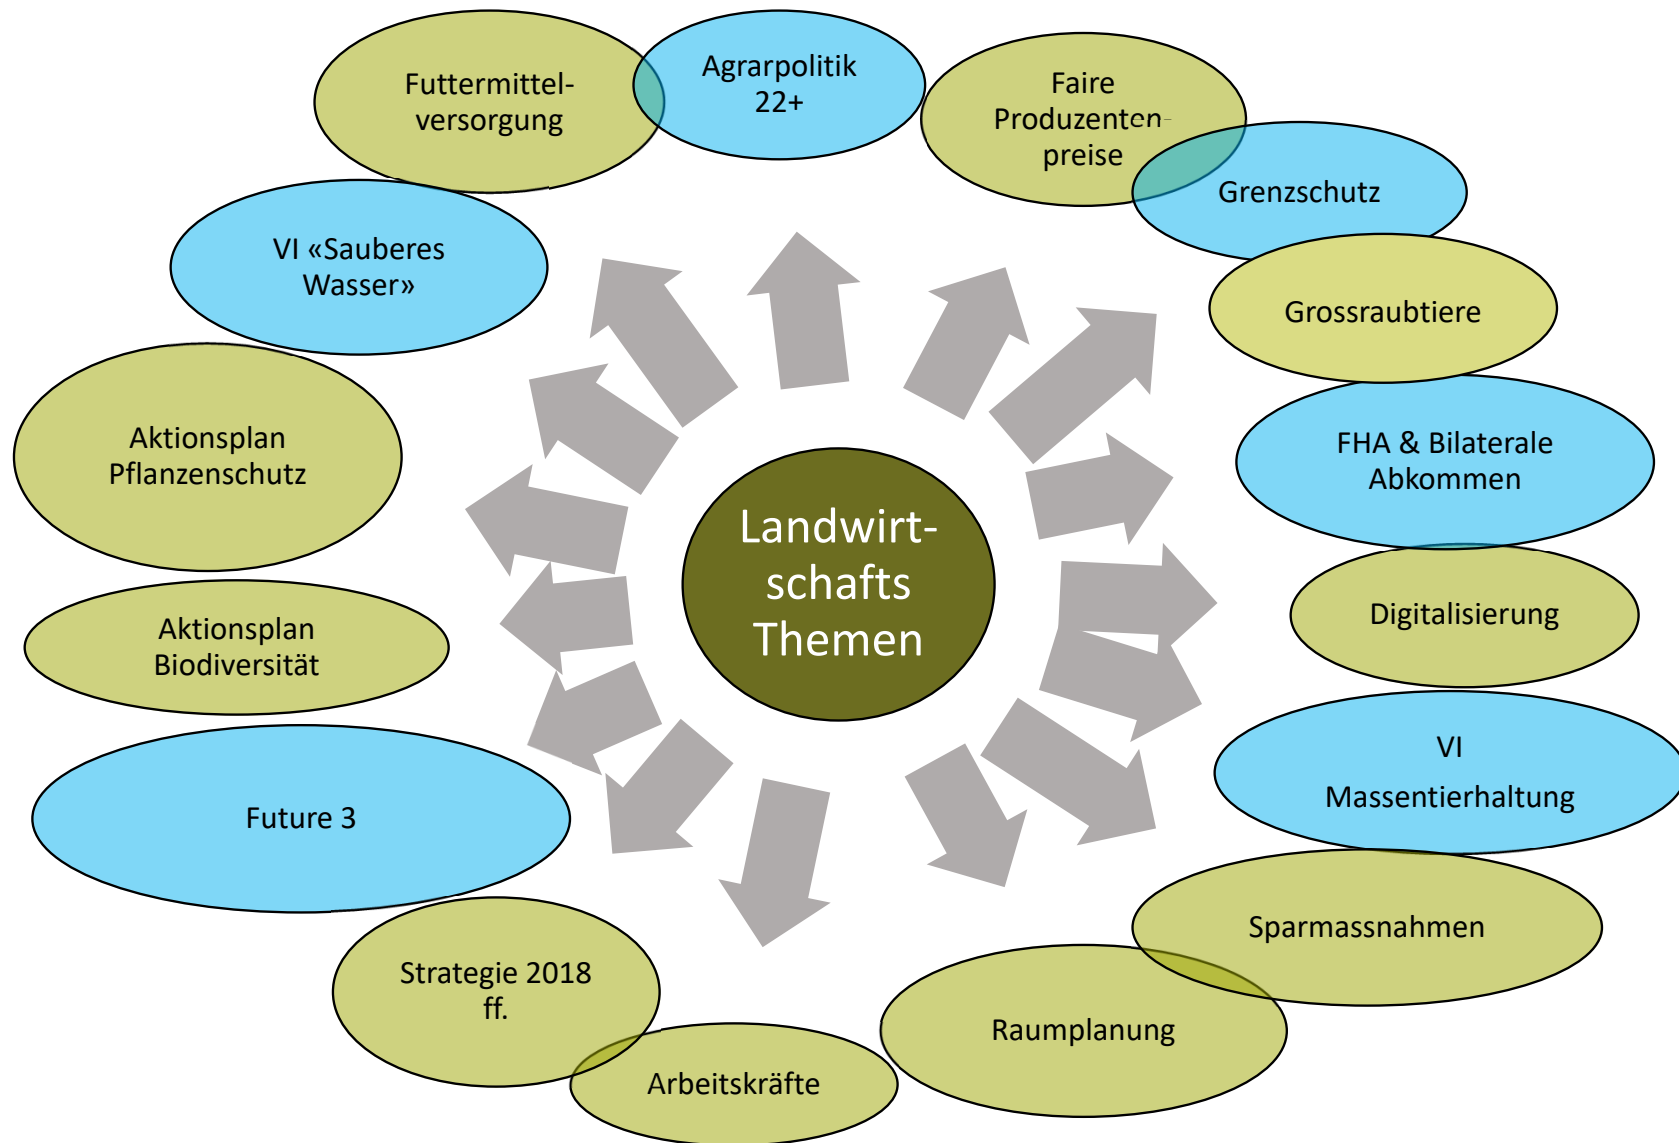 Futtermittel-
versorgung
Agrarpolitik
22+
Faire
Produzenten-
preise
Grenzschutz
VI «Sauberes
Wasser»
Grossraubtiere
Aktionsplan
Pflanzenschutz
FHA & Bilaterale
Abkommen
Landwirt-
schafts
Themen
Digitalisierung
Aktionsplan
Biodiversität
VI
Massentierhaltung
Future 3
Sparmassnahmen
Strategie 2018
ff.
Raumplanung
Arbeitskräfte